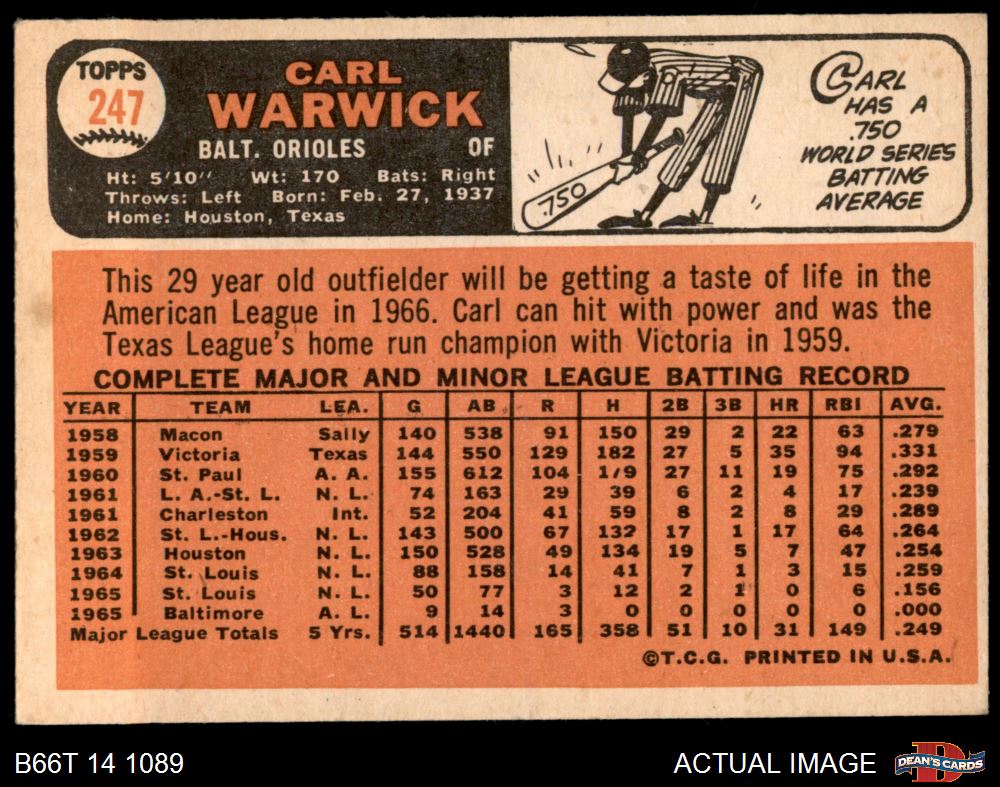 TOPPS
247
CARL
WARWICK
BALT. ORIOLES OF
Ht: 5'10" Wt: 170 Bats: Right
Throws: Left Born: Feb. 27, 1937
Home: Houston, Texas
.750
CARL
HAS A
.750
WORLD SERIES
BATTING
AVERAGE
This 29 year old outfielder will be getting a taste of life in the
American League in 1966. Carl can hit with power and was the
Texas League's home run champion with Victoria in 1959.
COMPLETE MAJOR AND MINOR LEAGUE BATTING RECORD
YEAR TEAM LEA. G AB R H 2B 3B HR RBI AVG.
1958 Macon Sally 140 538 91 150 29 2 22 63 .279
1959 Victoria Texas 144 550 129 182 27 5 35 94 .331
1960 St. Paul A. A. 155 612 104 179 27 11 19 75 .292
1961 L. A.-St. L. N. L. 74 163 29 39 6 2 4 17 .239
1961 Charleston Int. 52 204 41 59 8 2 8 29 .289
1962 St. L.-Hous. N. L. 143 500 67 132 17 1 17 64 .264
1963 Houston N. L. 150 528 49 134 19 5 7 47 .254
1964 St. Louis N. L. 88 158 14 41 7 1 3 15 .259
1965 St. Louis N. L. 50 77 3 12 2 1 0 6 .156
1965 Baltimore A. L. 9 14 3 0 0 0 0 0 .000
Major League Totals 5 Yrs. 514 1440 165 358 51 10 31 149 .249
©T.C.G. PRINTED IN U.S.A.
B66T 14 1089 ACTUAL IMAGE
DEAN'S CARDS